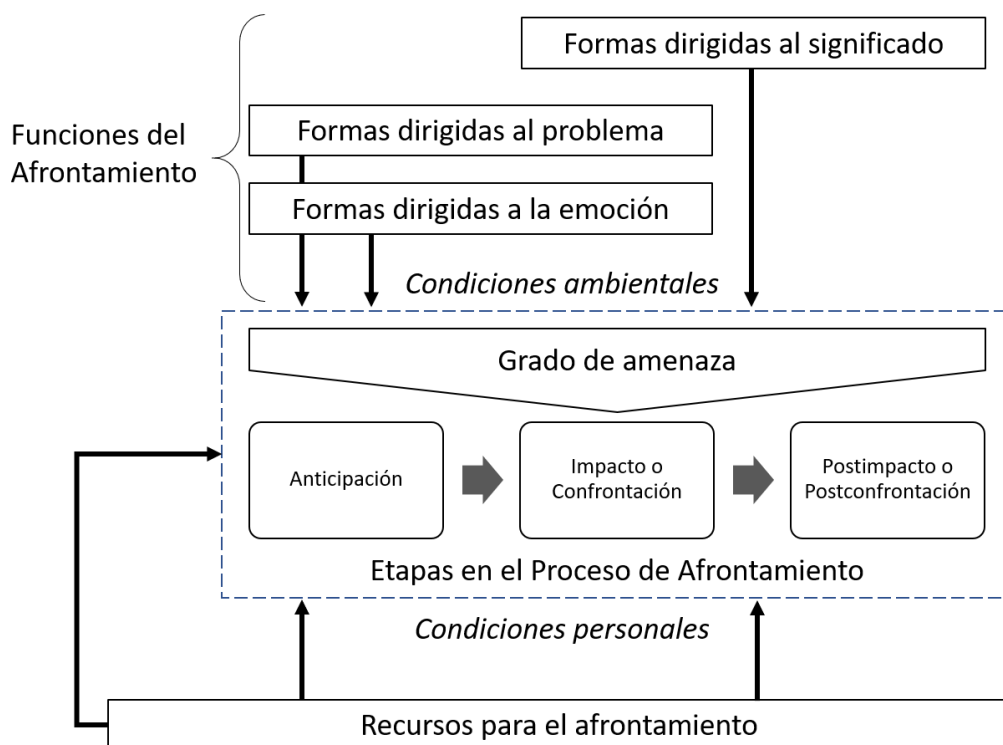 Formas dirigidas al significado
Funciones del
Afrontamiento
Formas dirigidas al problema
Formas dirigidas a la emoción
Condiciones ambientales
Grado de amenaza
Anticipación
Impacto o
Confrontación
Postimpacto o
Postconfrontación
Etapas en el Proceso de Afrontamiento
Condiciones personales
Recursos para el afrontamiento